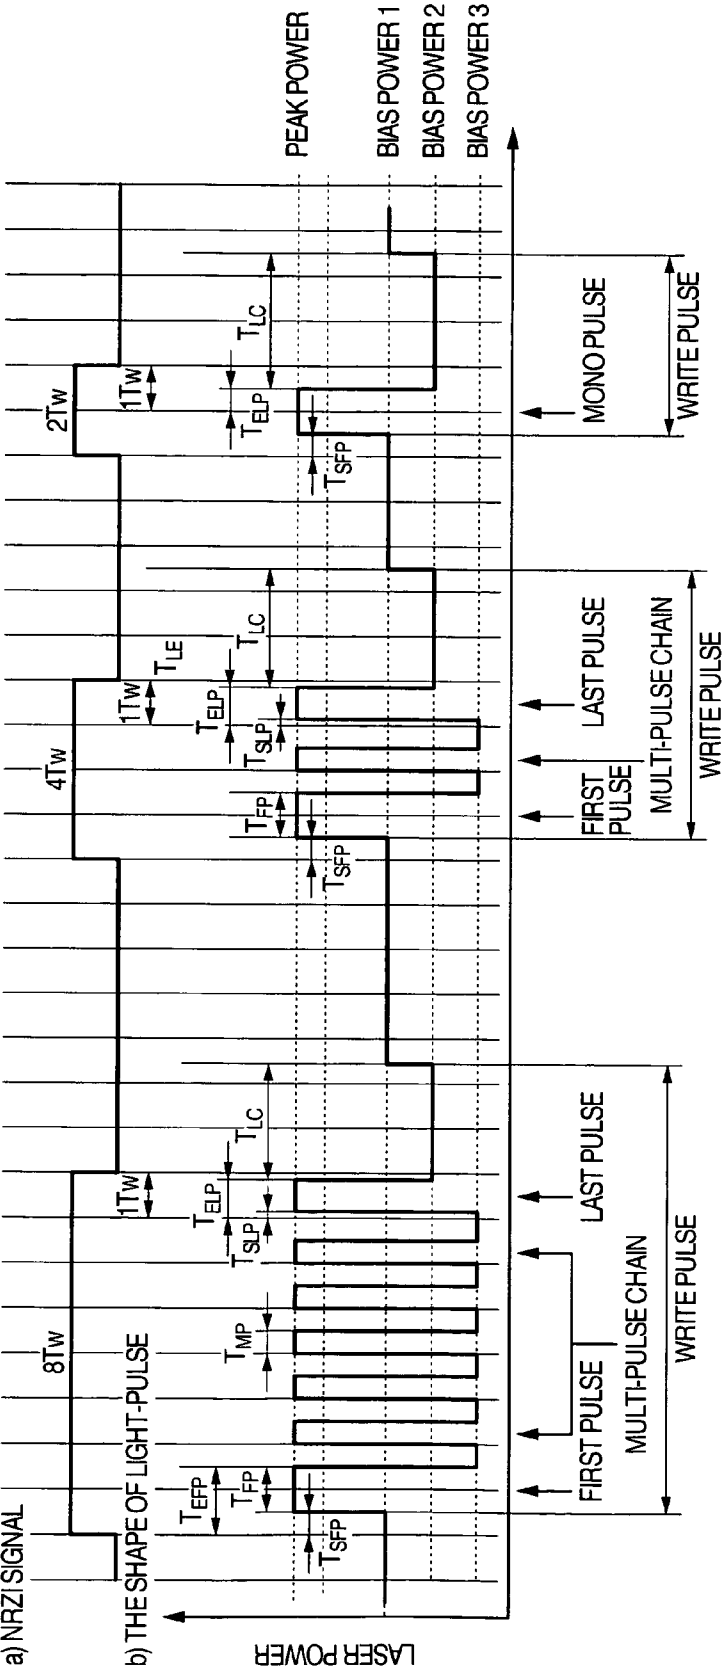 a) NRZI SIGNAL
8TW
1TW
4TW
1TW
TLE
2TW
1TW
b) THE SHAPE OF LIGHT-PULSE
LASER POWER
TEFP
TFP
TSFP
TMP
TELP
TSLP
TLC
TFP
TSFP
TELP
TSLP
TLC
TSFP
TELP
TLC
PEAK POWER
BIAS POWER 1
BIAS POWER 2
BIAS POWER 3
FIRST PULSE
LAST PULSE
MULTI-PULSE CHAIN
WRITE PULSE
FIRST
PULSE
LAST PULSE
MULTI-PULSE CHAIN
WRITE PULSE
MONO PULSE
WRITE PULSE